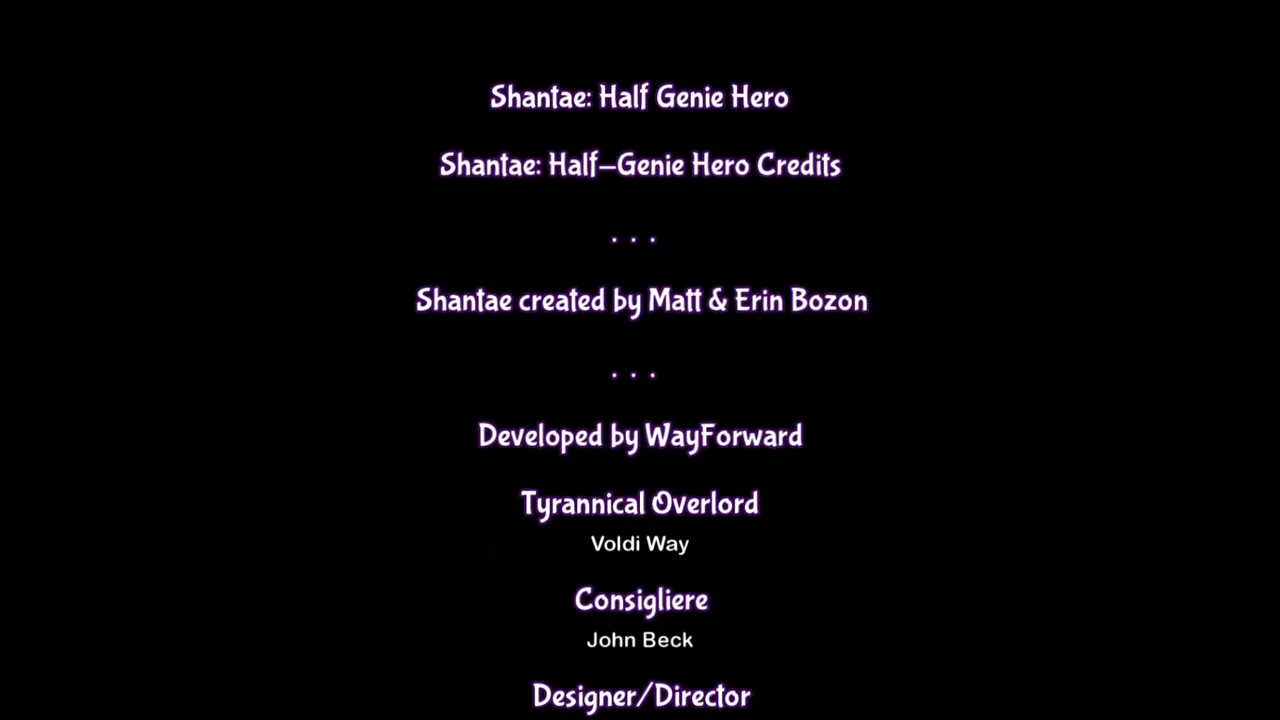 Shantae: Half Genie Hero
Shantae: Half-Genie Hero Credits
. . .
Shantae created by Matt & Erin Bozon
. . .
Developed by WayForward
Tyrannical Overlord
Voldi Way
Consigliere
John Beck
Designer/Director